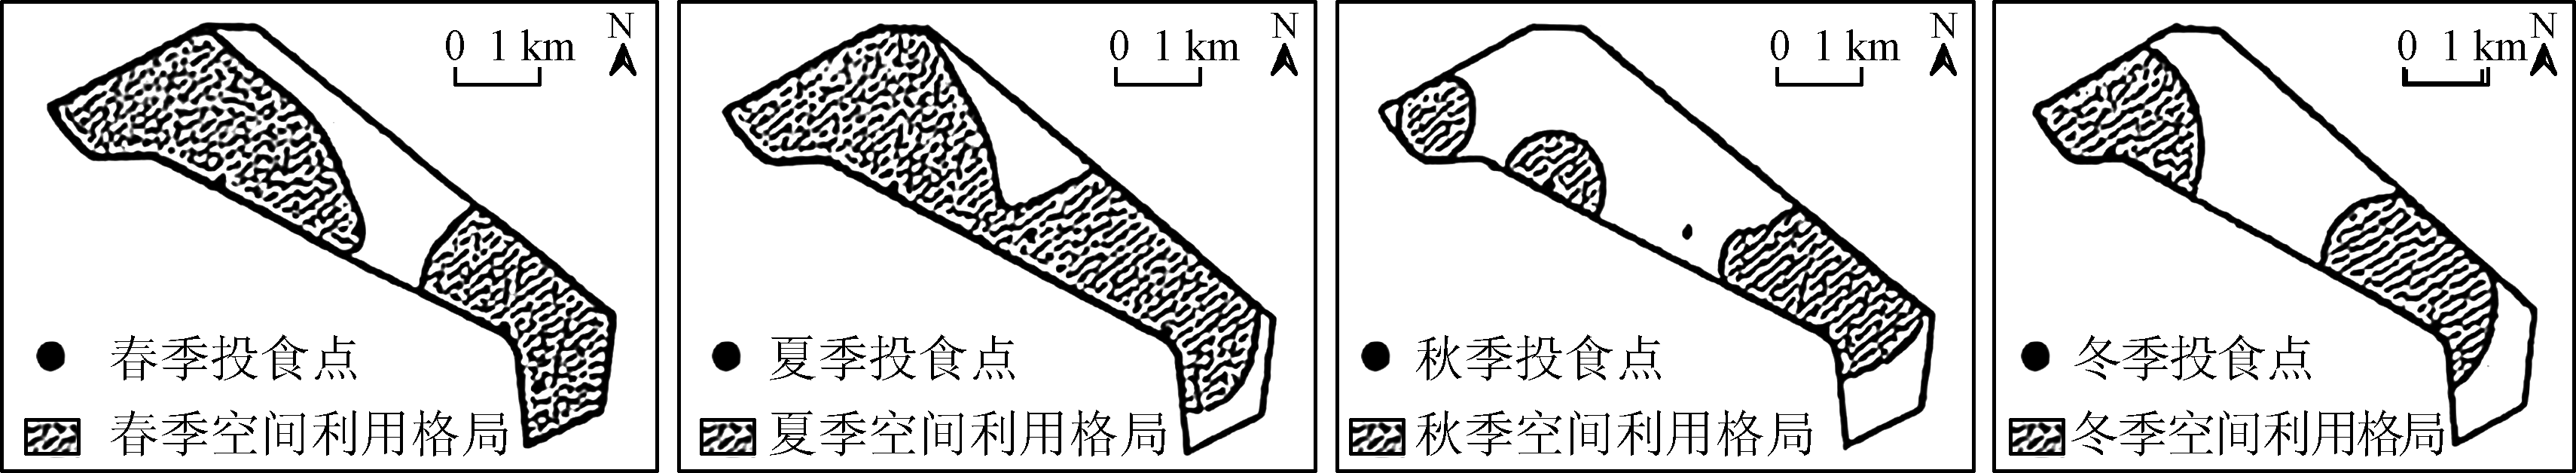 N
0 1 km
春季投食点
春季空间利用格局
N
0 1 km
夏季投食点
夏季空间利用格局
N
0 1 km
秋季投食点
秋季空间利用格局
N
0 1 km
冬季投食点
冬季空间利用格局